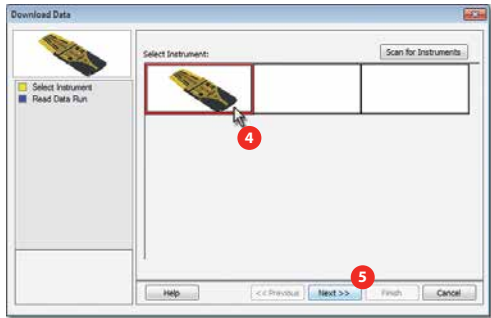 Download Data
Select Instrument:
Scan for Instruments
Select Instrument
Read Data Run
4
5
Help
<< Previous
Next >>
Finish
Cancel